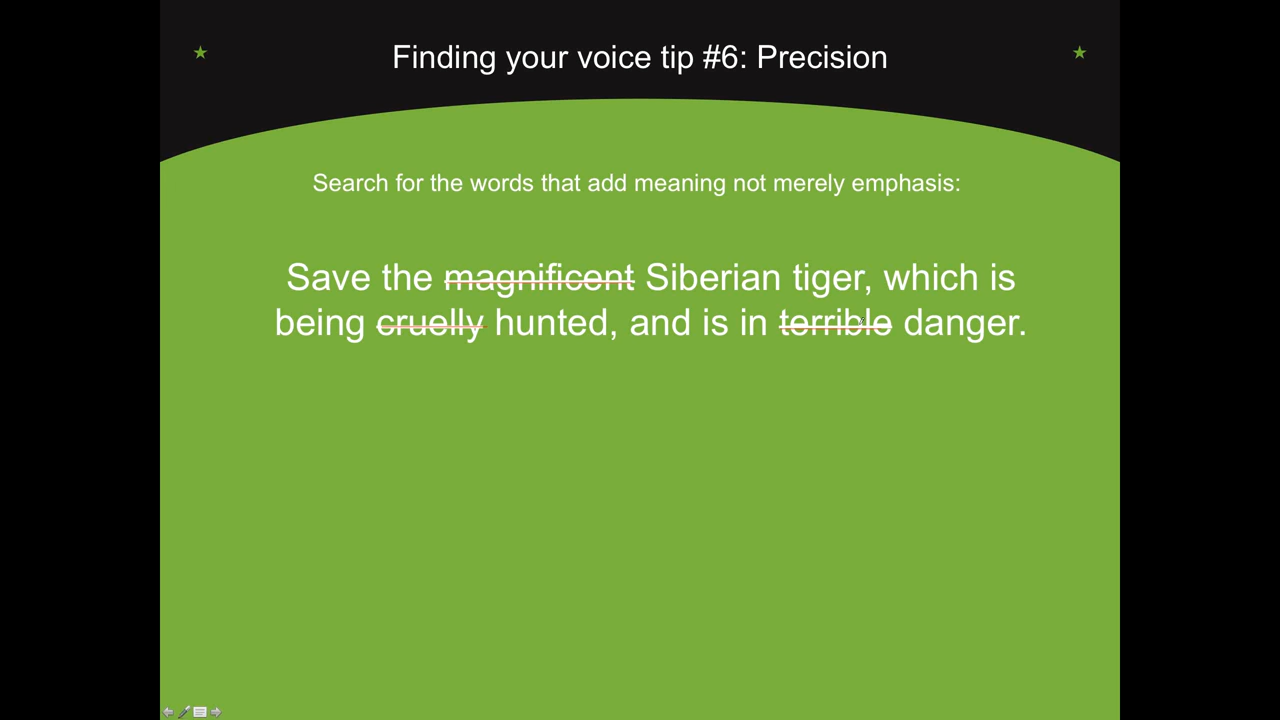 Finding your voice tip #6: Precision
Search for the words that add meaning not merely emphasis:
Save the magnificent Siberian tiger, which is
being cruelly hunted, and is in terrible danger.